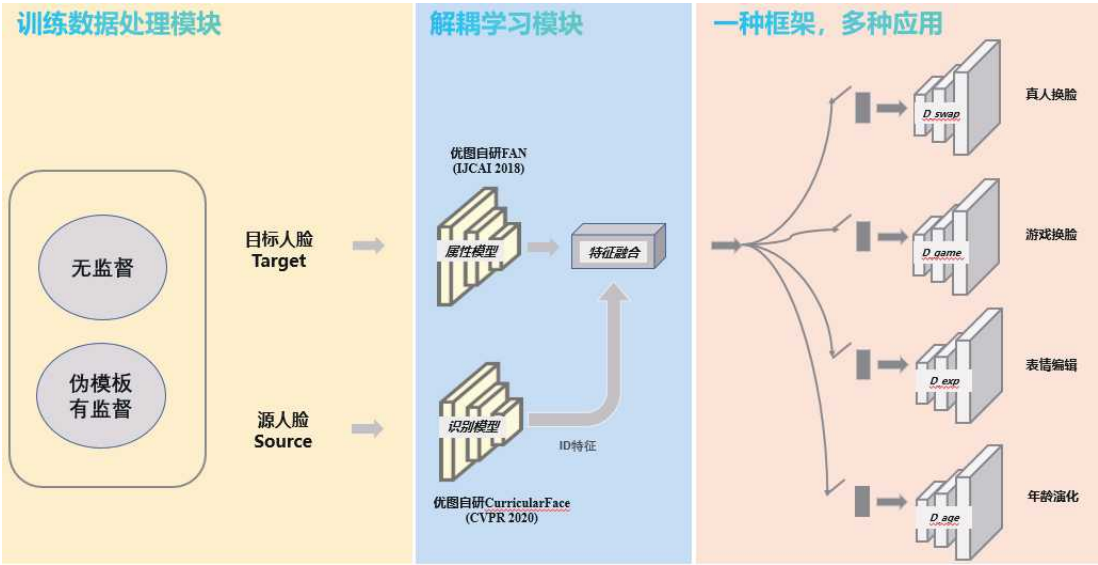 训练数据处理模块
无监督
伪模板
有监督
目标人脸
Target
源人脸
Source
解耦学习模块
优图自研FAN
(IJCAI 2018)
属性模型
特征融合
识别模型
ID特征
优图自研CurricularFace
(CVPR 2020)
一种框架，多种应用
D_swap
真人换脸
D_game
游戏换脸
D_exp
表情编辑
D_age
年龄演化